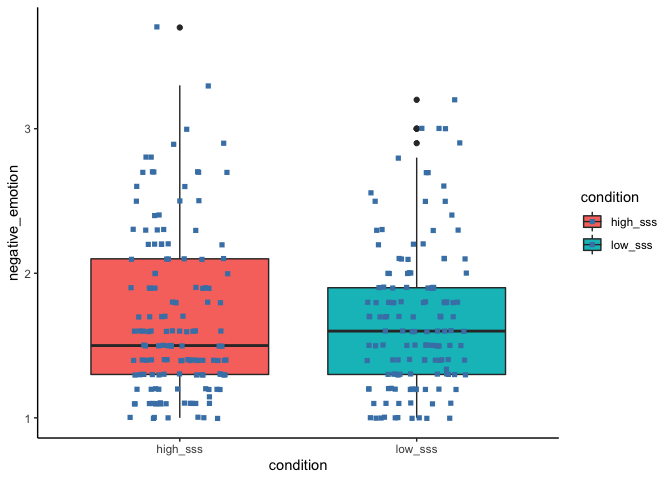 3
2
1
negative_emotion
high_sss
low_sss
condition
condition
high_sss
low_sss